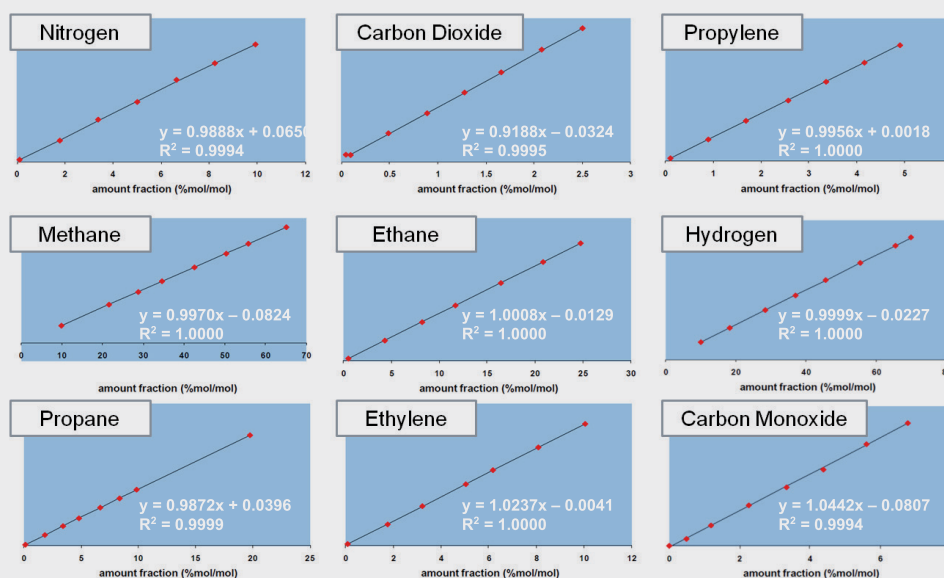 Nitrogen
y = 0.9888x + 0.0650
R² = 0.9994
0 2 4 6 8 10 12
amount fraction (%mol/mol)
Carbon Dioxide
y = 0.9188x – 0.0324
R² = 0.9995
0 0.5 1 1.5 2 2.5 3
amount fraction (%mol/mol)
Propylene
y = 0.9956x + 0.0018
R² = 1.0000
0 1 2 3 4 5
amount fraction (%mol/mol)
Methane
y = 0.9970x – 0.0824
R² = 1.0000
0 10 20 30 40 50 60 70
amount fraction (%mol/mol)
Ethane
y = 1.0008x – 0.0129
R² = 1.0000
0 5 10 15 20 25 30
amount fraction (%mol/mol)
Hydrogen
y = 0.9999x – 0.0227
R² = 1.0000
0 20 40 60 80
amount fraction (%mol/mol)
Propane
y = 0.9872x + 0.0396
R² = 0.9999
0 5 10 15 20 25
amount fraction (%mol/mol)
Ethylene
y = 1.0237x – 0.0041
R² = 1.0000
0 2 4 6 8 10 12
amount fraction (%mol/mol)
Carbon Monoxide
y = 1.0442x – 0.0807
R² = 0.9994
0 2 4 6
amount fraction (%mol/mol)